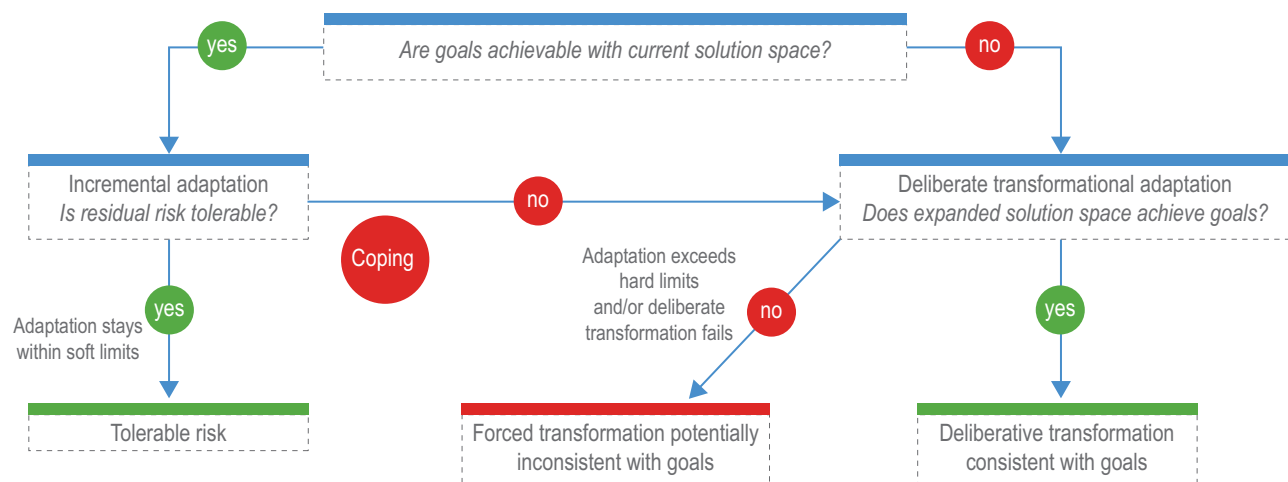 yes
Are goals achievable with current solution space?
no
Incremental adaptation
Is residual risk tolerable?
no
Deliberate transformational adaptation
Does expanded solution space achieve goals?
Coping
Adaptation exceeds
hard limits
and/or deliberate
transformation fails
no
yes
Adaptation stays
within soft limits
yes
Tolerable risk
Forced transformation potentially
inconsistent with goals
Deliberative transformation
consistent with goals